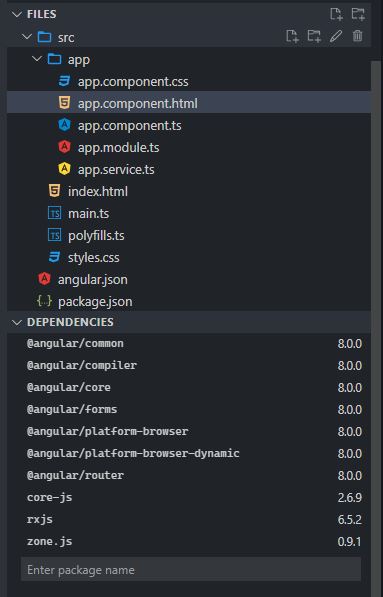 FILES
src
app
app.component.css
app.component.html
app.component.ts
app.module.ts
app.service.ts
index.html
TS main.ts
TS polyfills.ts
styles.css
angular.json
{..} package.json
DEPENDENCIES
@angular/common 8.0.0
@angular/compiler 8.0.0
@angular/core 8.0.0
@angular/forms 8.0.0
@angular/platform-browser 8.0.0
@angular/platform-browser-dynamic 8.0.0
@angular/router 8.0.0
core-js 2.6.9
rxjs 6.5.2
zone.js 0.9.1
Enter package name